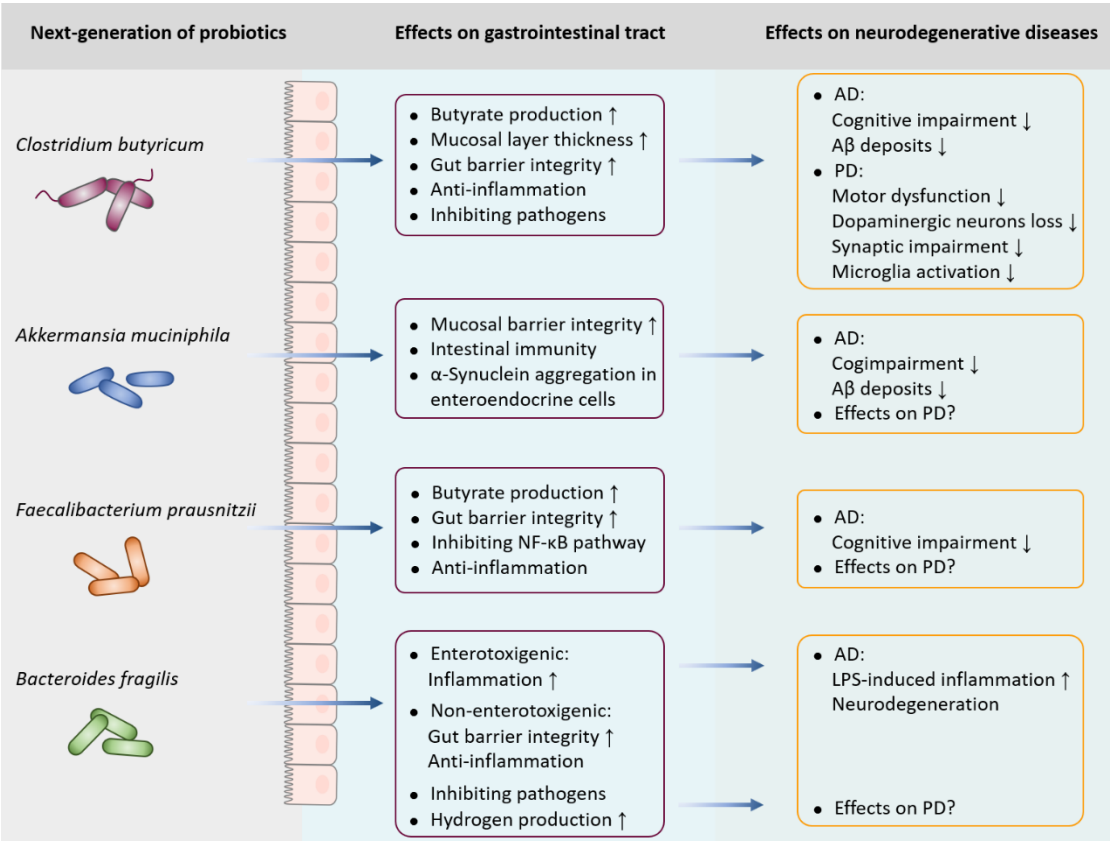 Next-generation of probiotics
Effects on gastrointestinal tract
Effects on neurodegenerative diseases
Clostridium butyricum
• Butyrate production ↑
• Mucosal layer thickness ↑
• Gut barrier integrity ↑
• Anti-inflammation
• Inhibiting pathogens
• AD:
Cognitive impairment ↓
Aβ deposits ↓
• PD:
Motor dysfunction ↓
Dopaminergic neurons loss ↓
Synaptic impairment ↓
Microglia activation ↓
Akkermansia muciniphila
• Mucosal barrier integrity ↑
• Intestinal immunity
• α-Synuclein aggregation in
enteroendocrine cells
• AD:
Cogimpairment ↓
Aβ deposits ↓
• Effects on PD?
Faecalibacterium prausnitzii
• Butyrate production ↑
• Gut barrier integrity ↑
• Inhibiting NF-κB pathway
• Anti-inflammation
• AD:
Cognitive impairment ↓
• Effects on PD?
Bacteroides fragilis
• Enterotoxigenic:
Inflammation ↑
• Non-enterotoxigenic:
Gut barrier integrity ↑
Anti-inflammation
• Inhibiting pathogens
• Hydrogen production ↑
• AD:
LPS-induced inflammation ↑
Neurodegeneration
• Effects on PD?